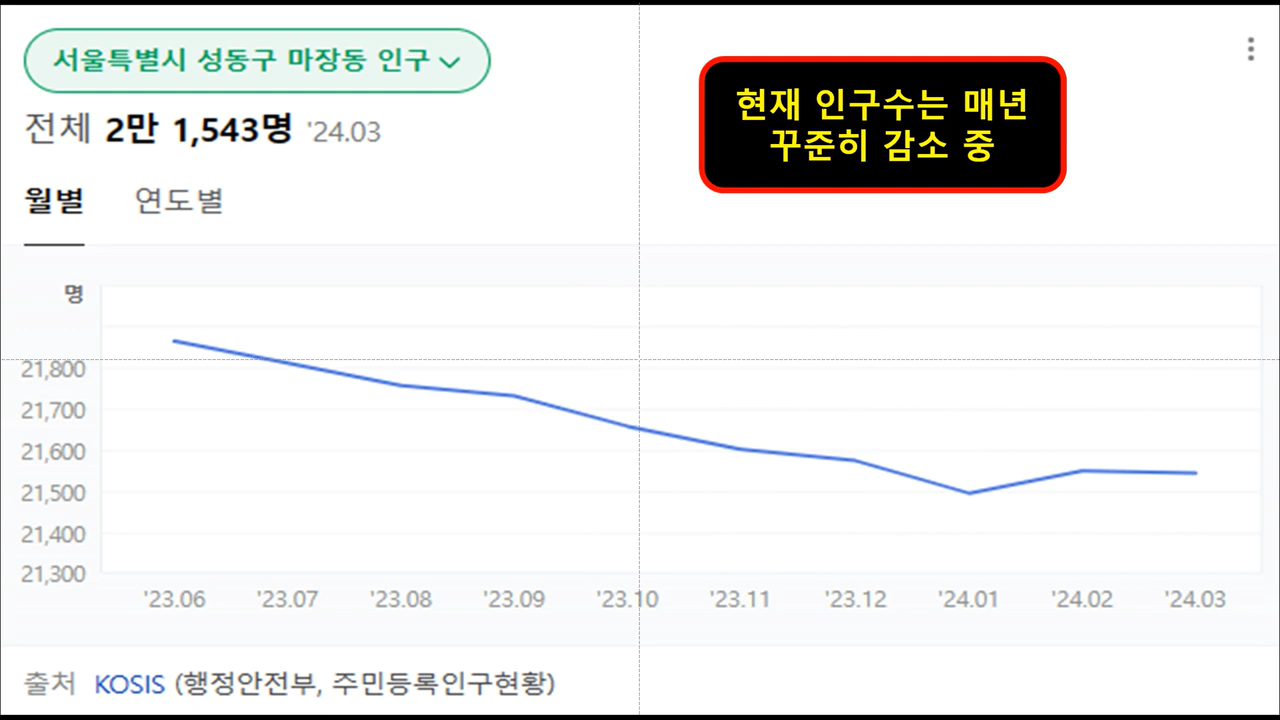 서울특별시 성동구 마장동 인구
전체 2만 1,543명 '24.03
현재 인구수는 매년
꾸준히 감소 중
월별 연도별
명
21,800
21,700
21,600
21,500
21,400
21,300
'23.06 '23.07 '23.08 '23.09 '23.10 '23.11 '23.12 '24.01 '24.02 '24.03
출처 KOSIS (행정안전부, 주민등록인구현황)